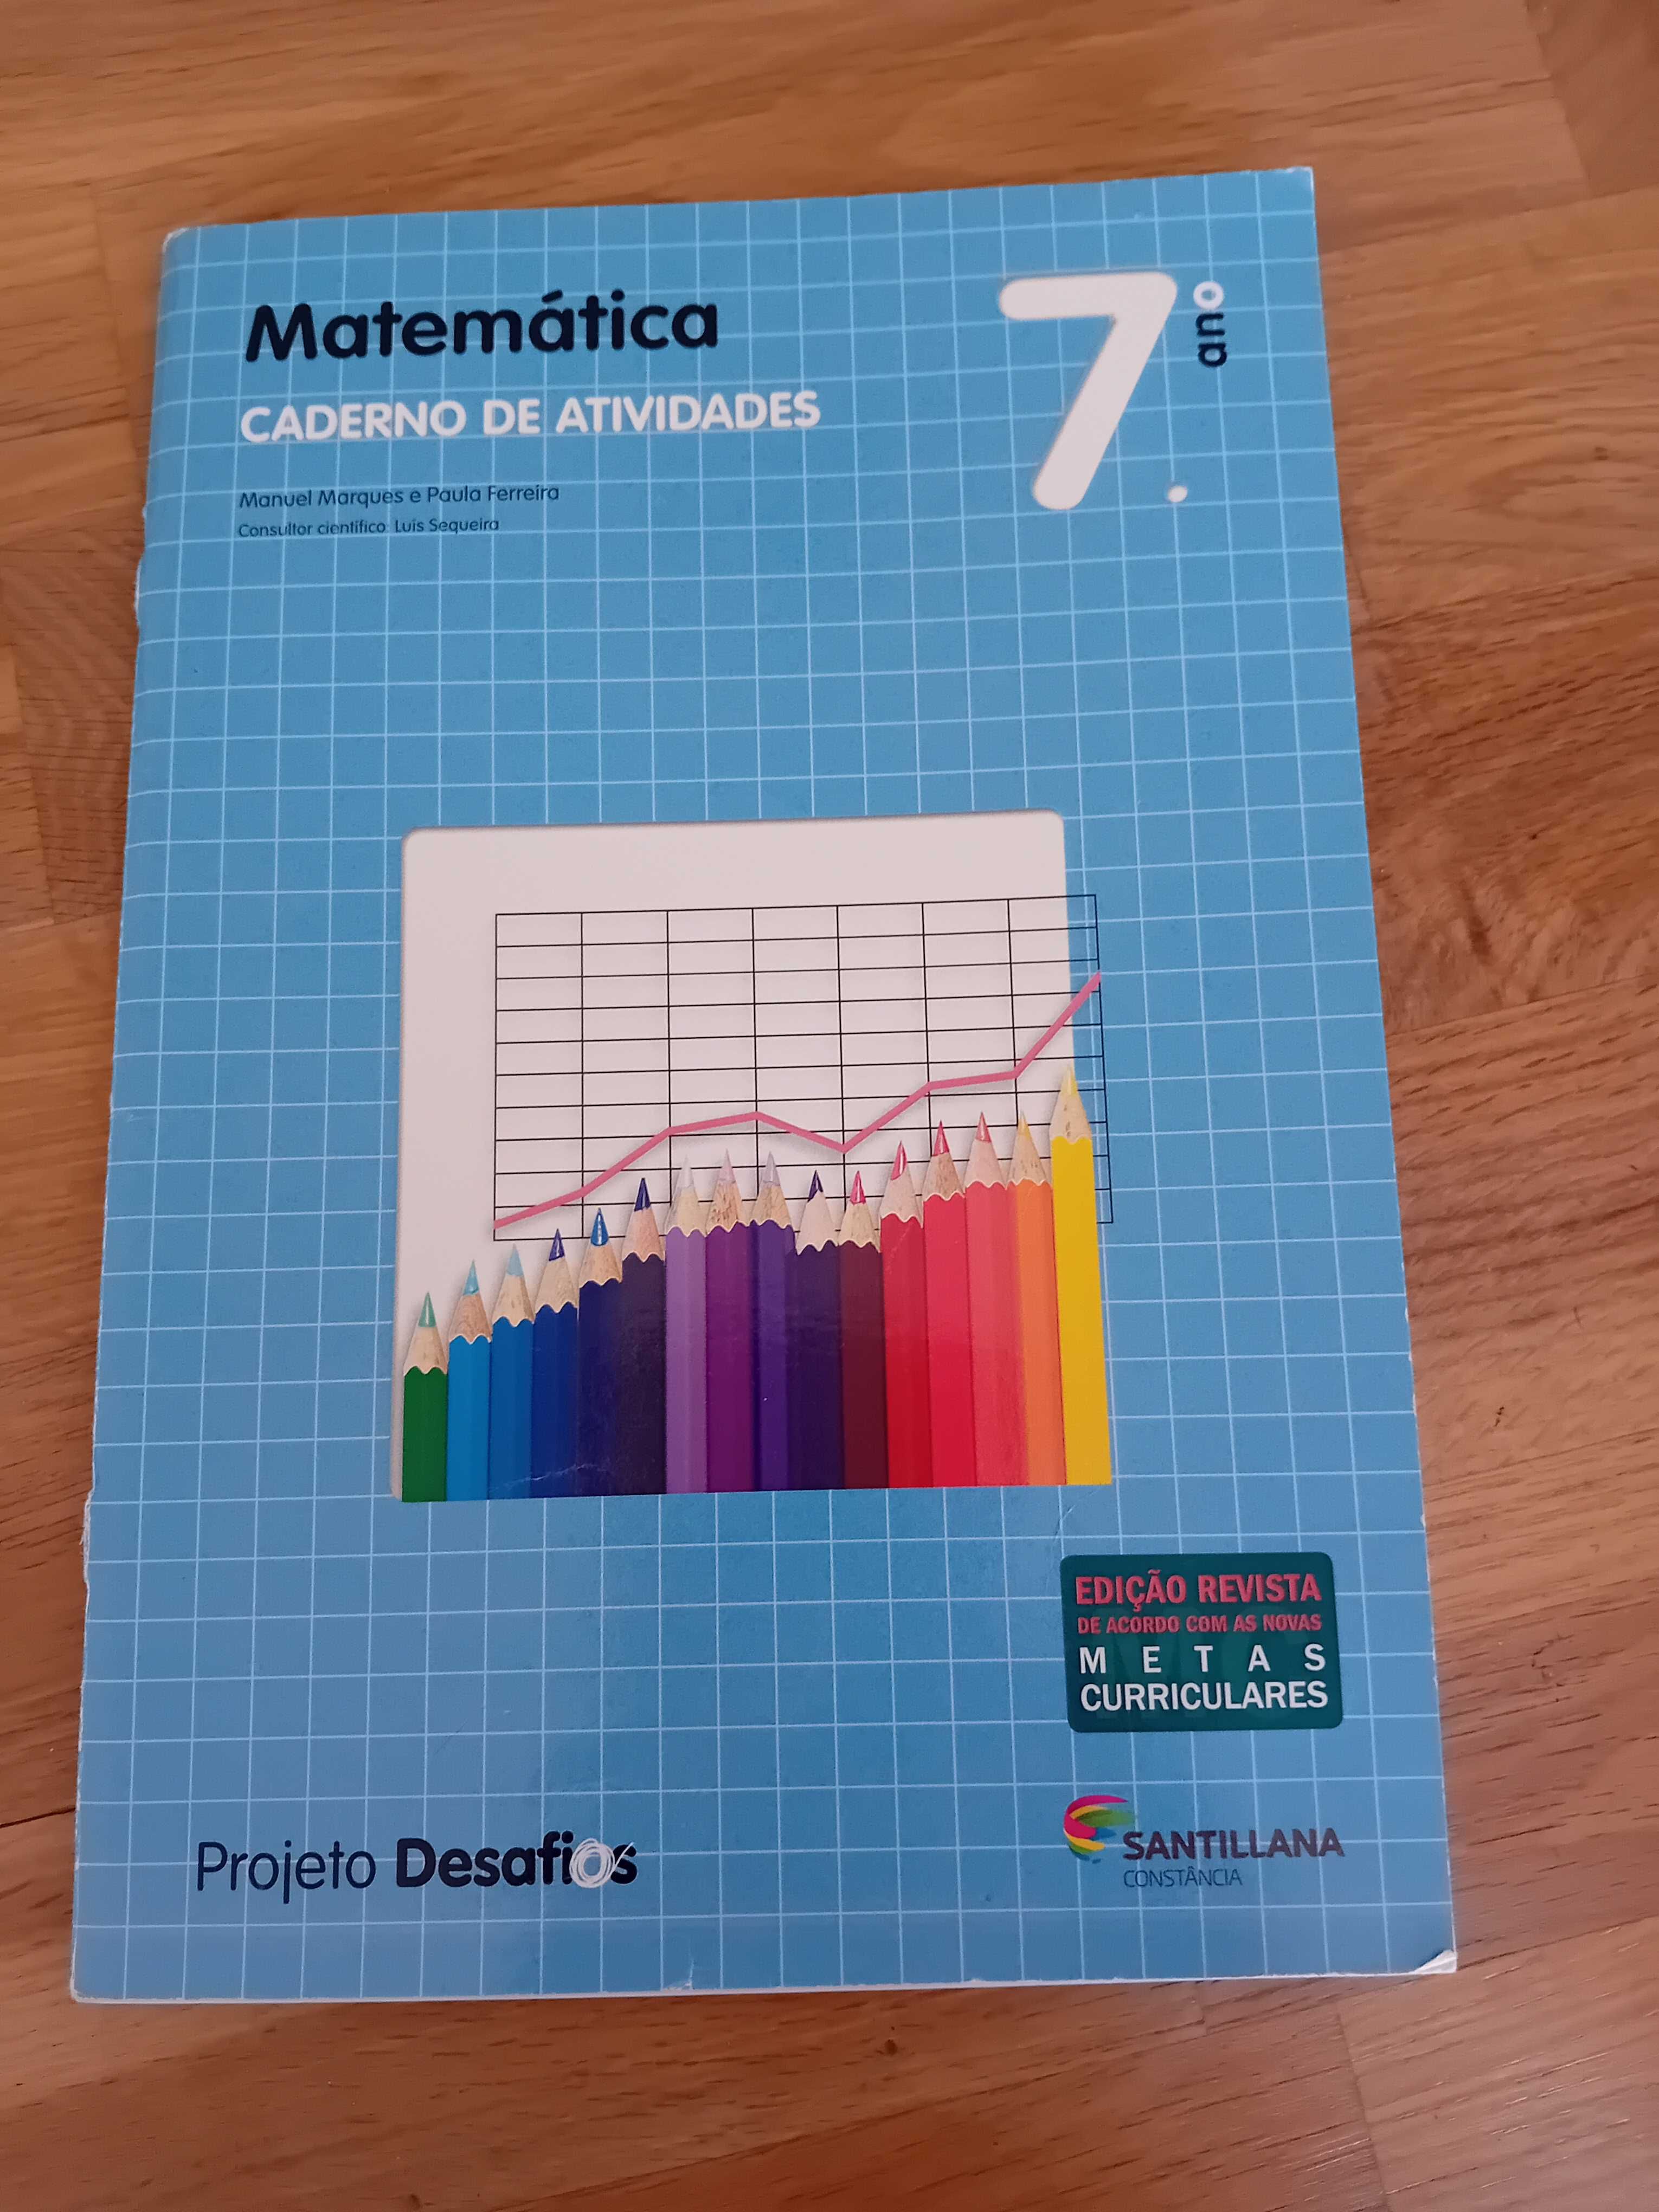 Matemática
7.
ano
CADERNO DE ATIVIDADES
Manuel Marques e Paula Ferreira
Consultor científico: Luís Sequeira
EDIÇÃO REVISTA
DE ACORDO COM AS NOVAS
METAS
CURRICULARES
Projeto Desafios
SANTILLANA
CONSTÂNCIA